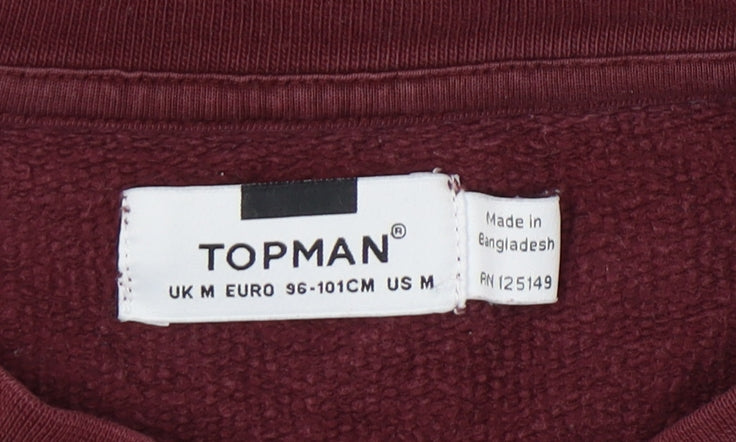 TOPMAN®
UK M EURO 96-101CM US M
Made in
Bangladesh
RN 125149